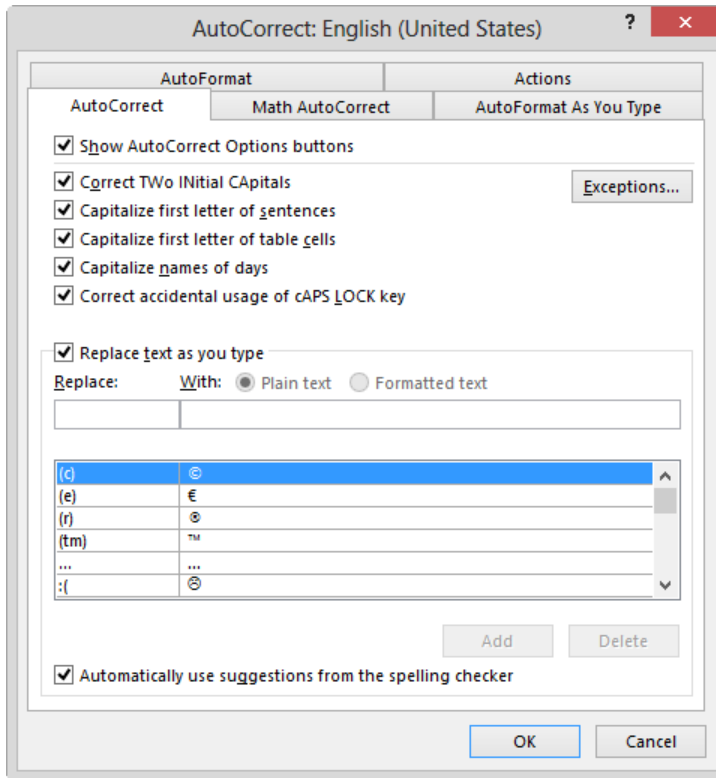 AutoCorrect: English (United States) ? ×
AutoFormat Actions
AutoCorrect Math AutoCorrect AutoFormat As You Type
Show AutoCorrect Options buttons
Correct TWo INitial CApitals Exceptions...
Capitalize first letter of sentences
Capitalize first letter of table cells
Capitalize names of days
Correct accidental usage of cAPS LOCK key
Replace text as you type
Replace: With: Plain text Formatted text
(c) ©
(e) €
(r) ®
(tm) ™
... ...
:( ☹
Add Delete
Automatically use suggestions from the spelling checker
OK Cancel